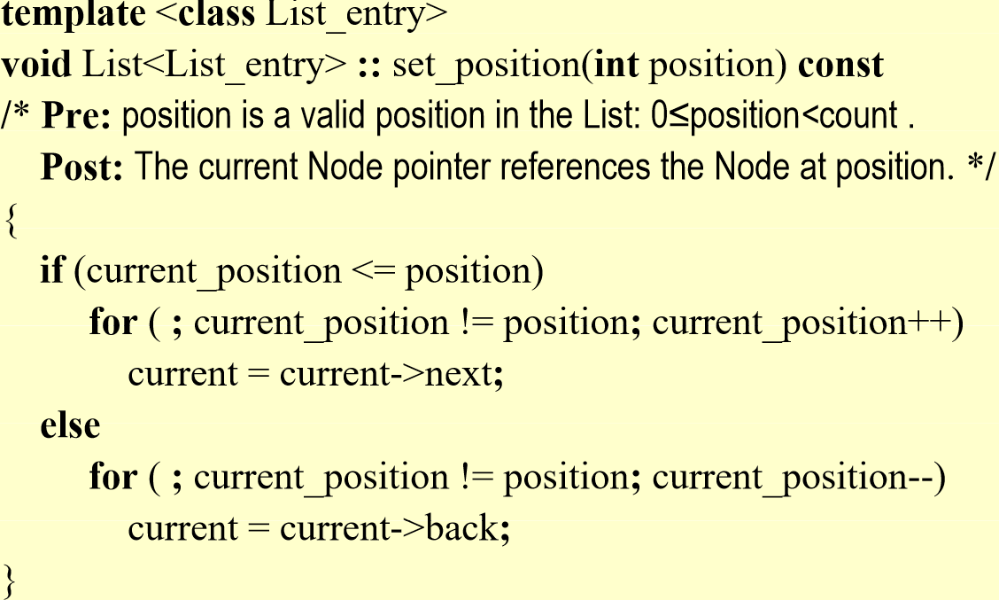 template <class List_entry>
void List<List_entry> :: set_position(int position) const
/* Pre: position is a valid position in the List: 0≤position<count .
Post: The current Node pointer references the Node at position. */
{
if (current_position <= position)
for ( ; current_position != position; current_position++)
current = current->next;
else
for ( ; current_position != position; current_position--)
current = current->back;
}